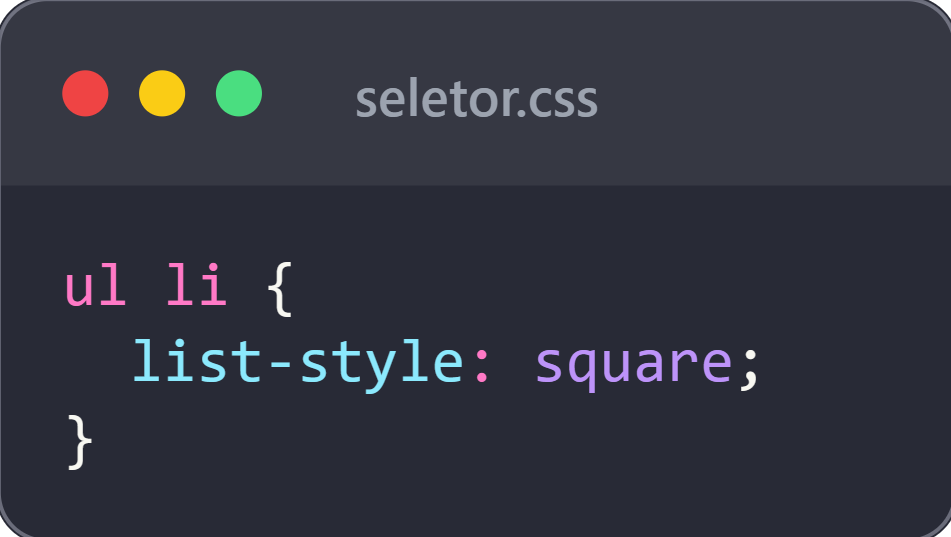 seletor.css
ul li {
  list-style: square;
}